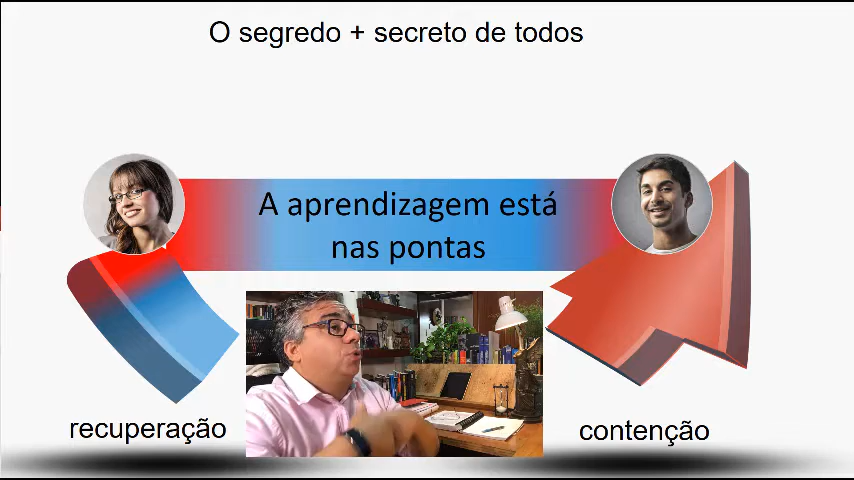 O segredo + secreto de todos
A aprendizagem está
nas pontas
recuperação
contenção